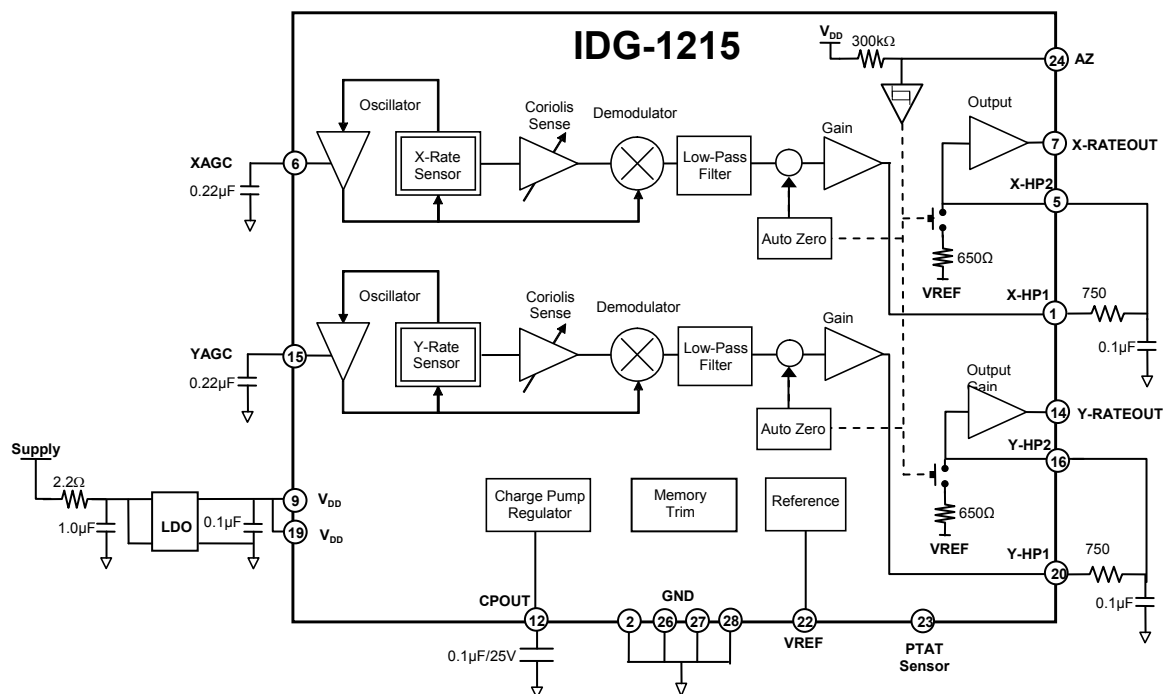 IDG-1215
VDD
300kΩ
24
AZ
Oscillator
Coriolis
Sense
Demodulator
Gain
Output
XAGC
6
X-Rate
Sensor
Low-Pass
Filter
7
X-RATEOUT
0.22µF
X-HP2
5
Auto Zero
650Ω
VREF
X-HP1
750
1
0.1µF
Oscillator
Coriolis
Sense
Demodulator
Gain
YAGC
15
Y-Rate
Sensor
Low-Pass
Filter
Output
Gain
0.22µF
14
Y-RATEOUT
Auto Zero
Y-HP2
16
Supply
2.2Ω
9
VDD
1.0µF
LDO
0.1µF
19
VDD
Charge Pump
Regulator
Memory
Trim
Reference
650Ω
VREF
Y-HP1
750
20
0.1µF
CPOUT
12
GND
2
26
27
28
22
VREF
23
PTAT
Sensor
0.1µF/25V